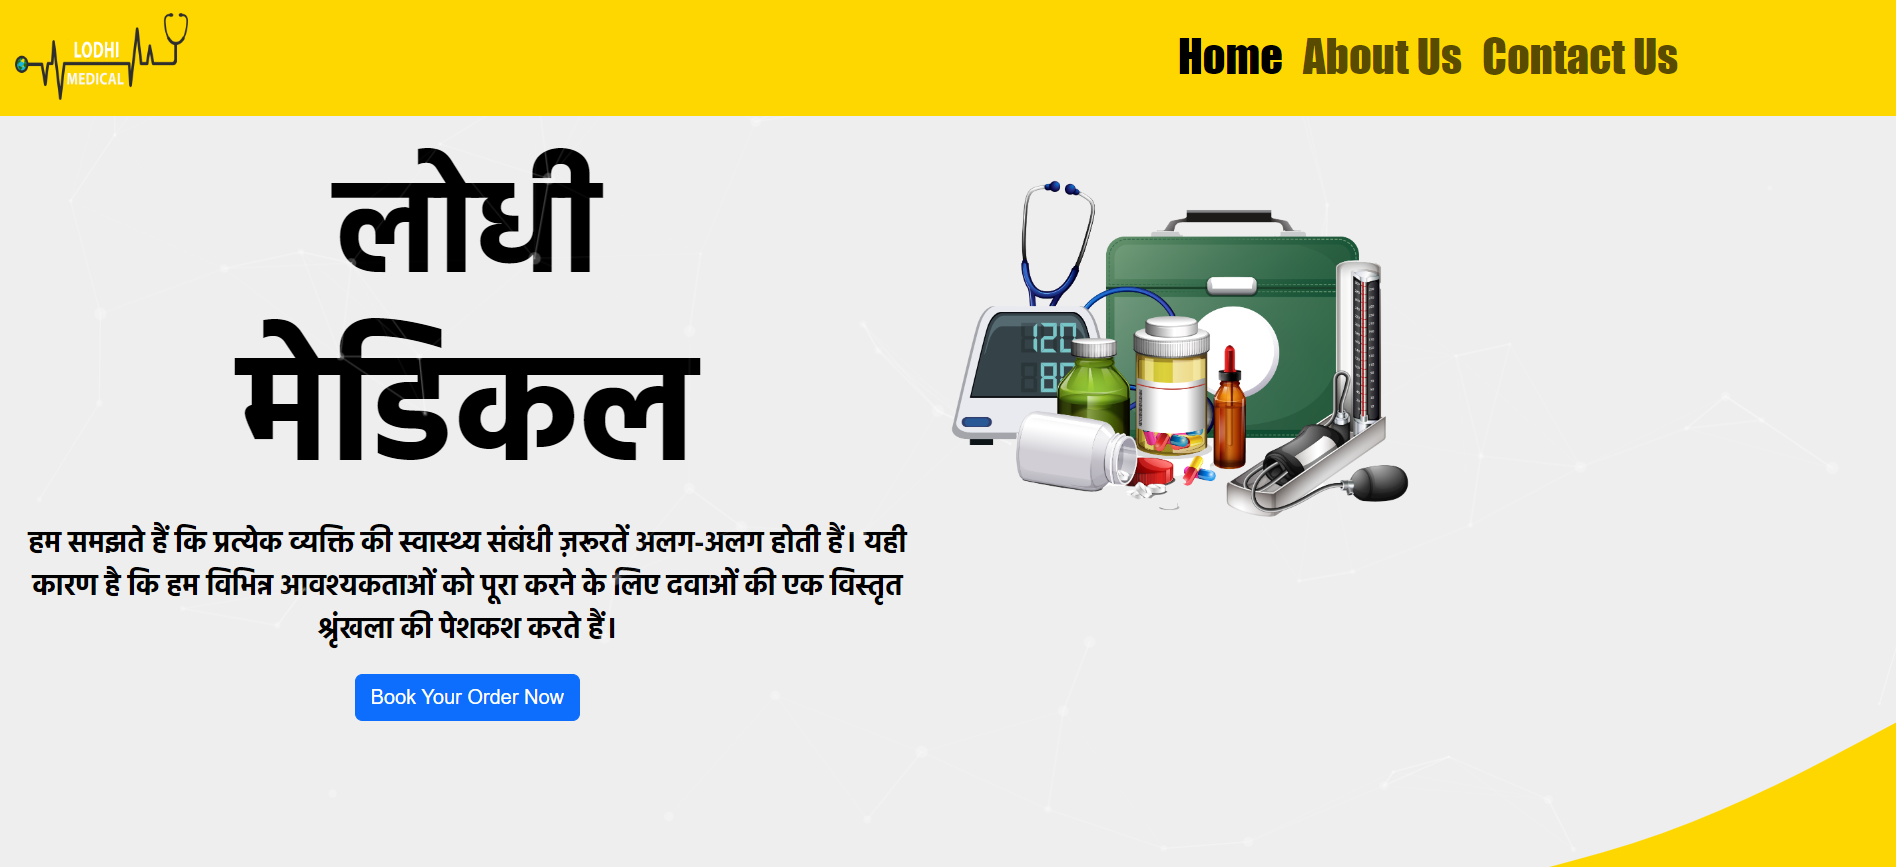 LODHI
MEDICAL
Home About Us Contact Us
लोधी
मेडिकल
120
80
हम समझते हैं कि प्रत्येक व्यक्ति की स्वास्थ्य संबंधी ज़रूरतें अलग-अलग होती हैं। यही
कारण है कि हम विभिन्न आवश्यकताओं को पूरा करने के लिए दवाओं की एक विस्तृत
श्रृंखला की पेशकश करते हैं।
Book Your Order Now